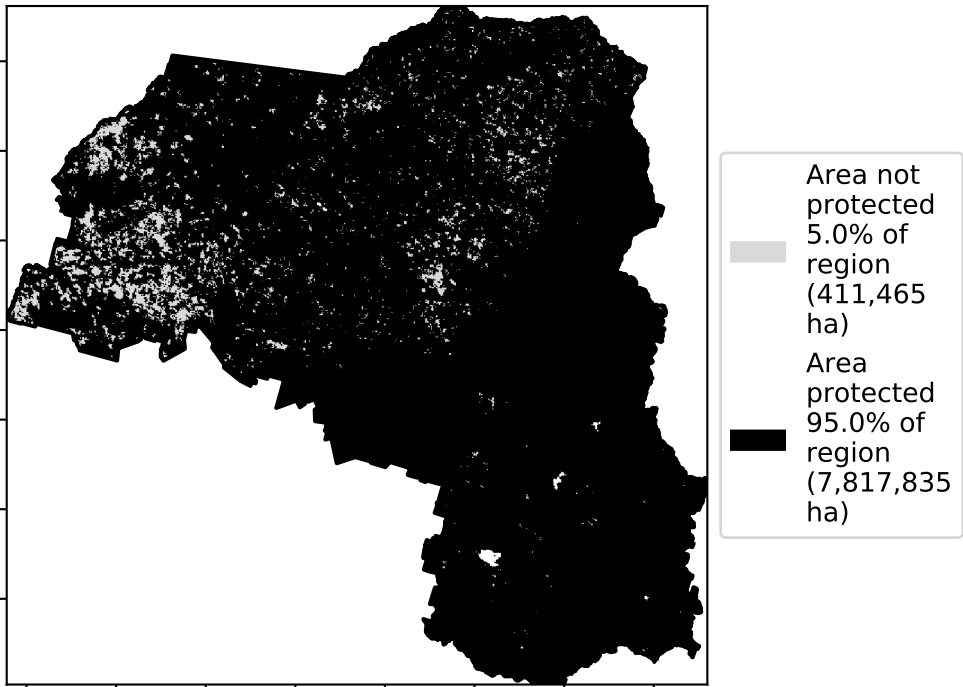 Area not
protected
5.0% of
region
(411,465
ha)
Area
protected
95.0% of
region
(7,817,835
ha)